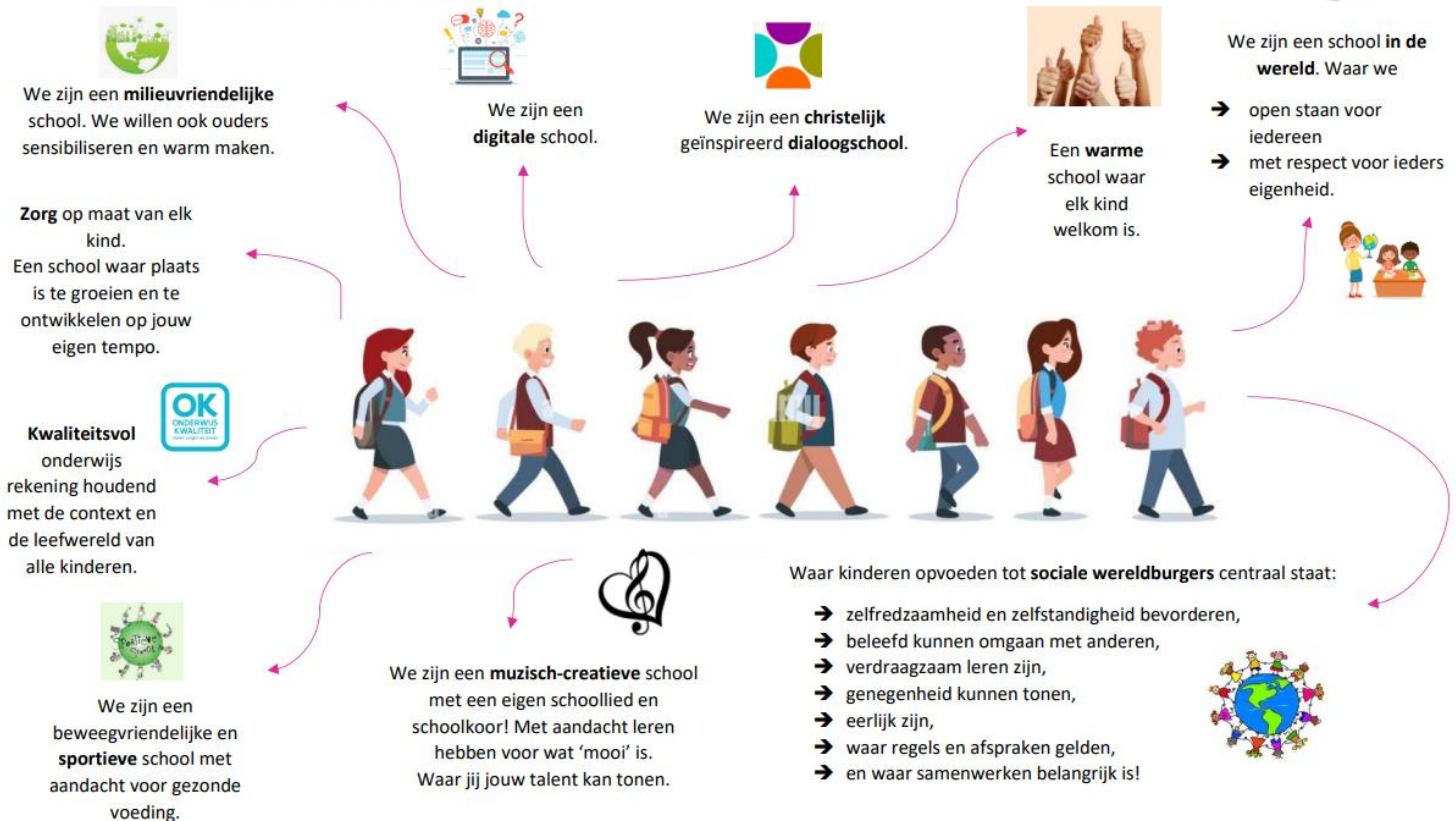 We zijn een milieuvriendelijke
school. We willen ook ouders
sensibiliseren en warm maken.
We zijn een
digitale school.
We zijn een christelijk
geïnspireerd dialoogschool.
Een warme
school waar
elk kind
welkom is.
We zijn een school in de
wereld. Waar we
➔ open staan voor
iedereen
➔ met respect voor ieders
eigenheid.
Zorg op maat van elk
kind.
Een school waar plaats
is te groeien en te
ontwikkelen op jouw
eigen tempo.
OK
ONDERWIJS
KWALITEIT
Kwaliteitsvol
onderwijs
rekening houdend
met de context en
de leefwereld van
alle kinderen.
Sportieve
School
We zijn een
beweegvriendelijke en
sportieve school met
aandacht voor gezonde
voeding.
We zijn een muzisch-creatieve school
met een eigen schoollied en
schoolkoor! Met aandacht leren
hebben voor wat ‘mooi’ is.
Waar jij jouw talent kan tonen.
Waar kinderen opvoeden tot sociale wereldburgers centraal staat:
➔ zelfredzaamheid en zelfstandigheid bevorderen,
➔ beleefd kunnen omgaan met anderen,
➔ verdraagzaam leren zijn,
➔ genegenheid kunnen tonen,
➔ eerlijk zijn,
➔ waar regels en afspraken gelden,
➔ en waar samenwerken belangrijk is!